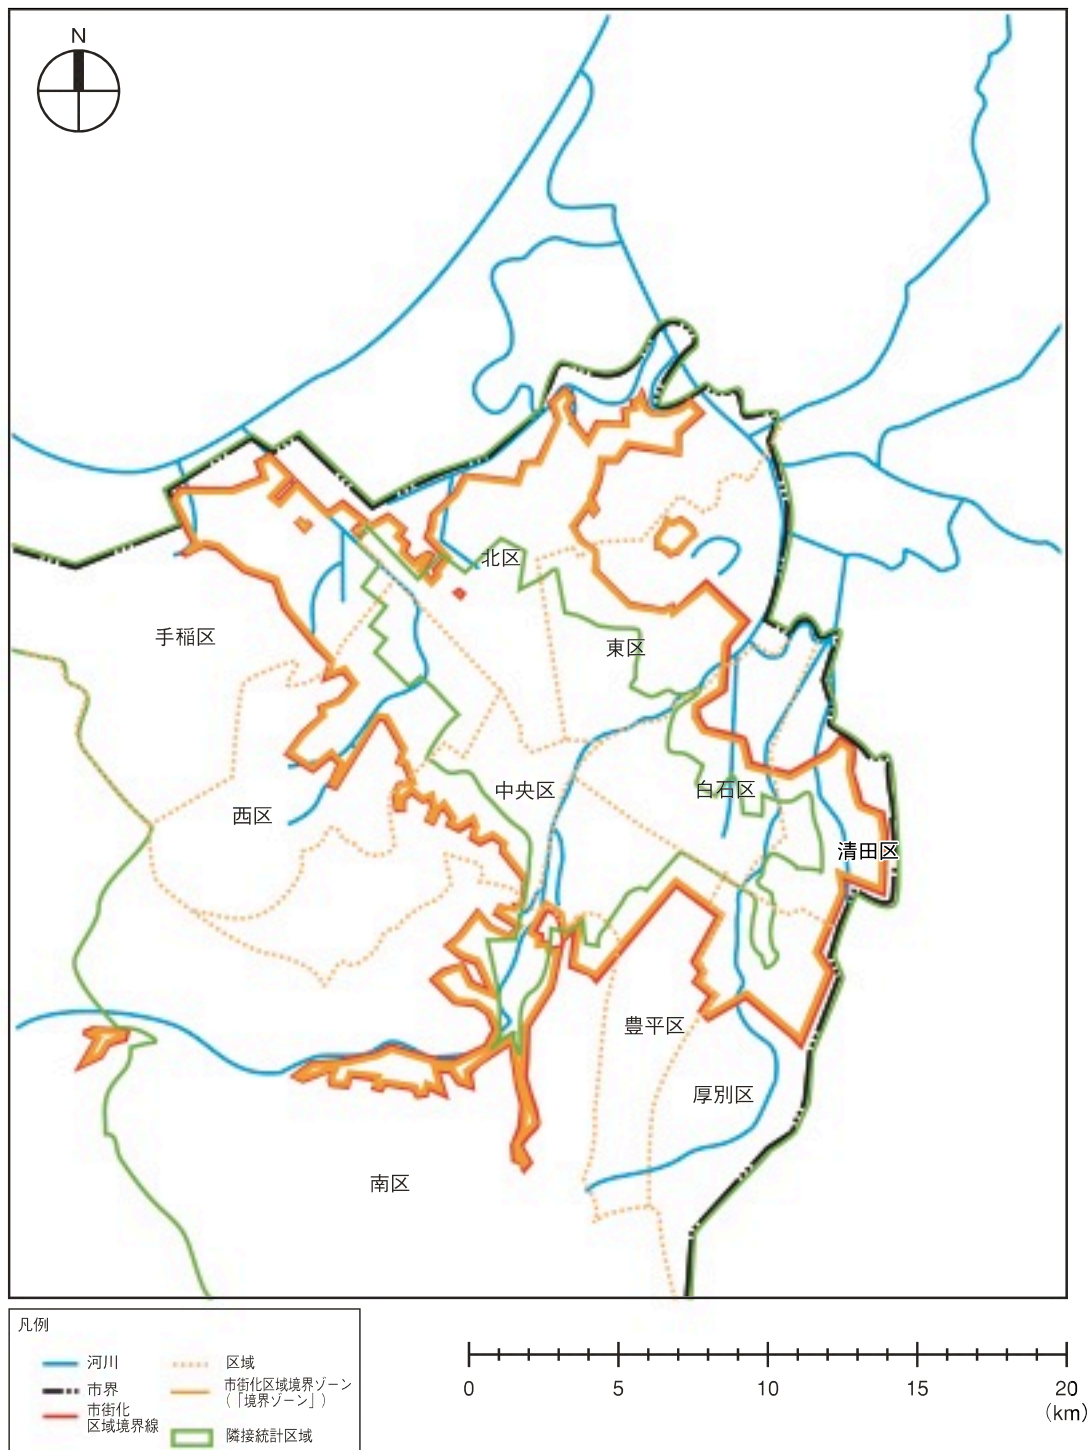 N
北区
手稲区
東区
中央区
白石区
西区
清田区
豊平区
厚別区
南区
凡例
河川
市界
市街化
区域境界線
区域
市街化区域境界ゾーン
(「境界ゾーン」)
隣接統計区域
0 5 10 15 20
(km)